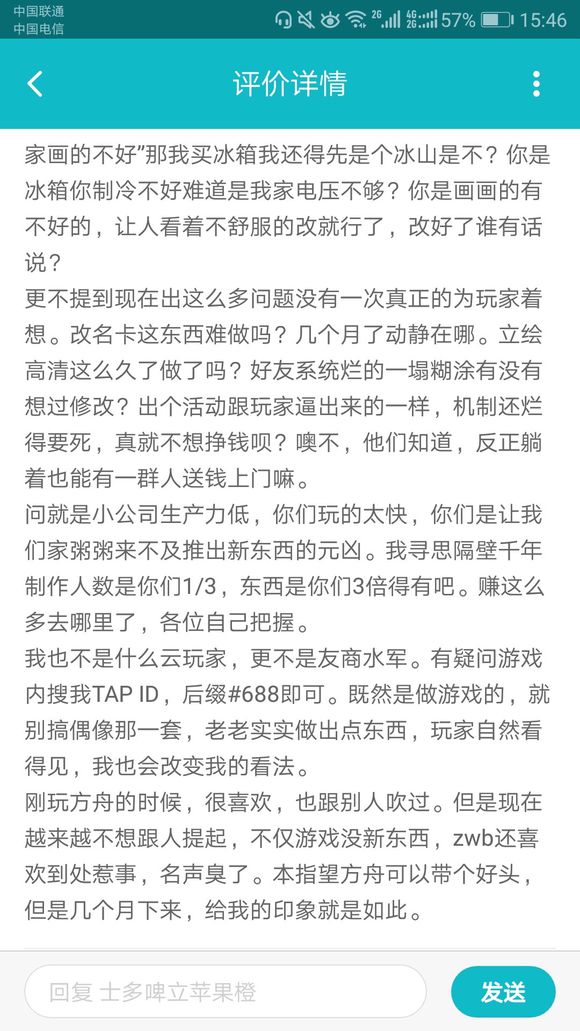 中国联通
中国电信
2G
4G
2G
57%
15:46
评价详情
家画的不好”那我买冰箱我还得先是个冰山是不？你是
冰箱你制冷不好难道是我家电压不够？你是画画的有
不好的，让人看着不舒服的改就行了，改好了谁有话
说？
更不提到现在出这么多问题没有一次真正的为玩家着
想。改名卡这东西难做吗？几个月了动静在哪。立绘
高清这么久了做了吗？好友系统烂的一塌糊涂有没有
想过修改？出个活动跟玩家逼出来的一样，机制还烂
得要死，真就不想挣钱呗？噢不，他们知道，反正躺
着也能有一群人送钱上门嘛。
问就是小公司生产力低，你们玩的太快，你们是让我
们家粥粥来不及推出新东西的元凶。我寻思隔壁千年
制作人数是你们1/3，东西是你们3倍得有吧。赚这么
多去哪里了，各位自己把握。
我也不是什么云玩家，更不是友商水军。有疑问游戏
内搜我TAP ID，后缀#688即可。既然是做游戏的，就
别搞偶像那一套，老老实实做出点东西，玩家自然看
得见，我也会改变我的看法。
刚玩方舟的时候，很喜欢，也跟别人吹过。但是现在
越来越不想跟人提起，不仅游戏没新东西，zwb还喜
欢到处惹事，名声臭了。本指望方舟可以带个好头，
但是几个月下来，给我的印象就是如此。
回复 士多啤立苹果橙
发送